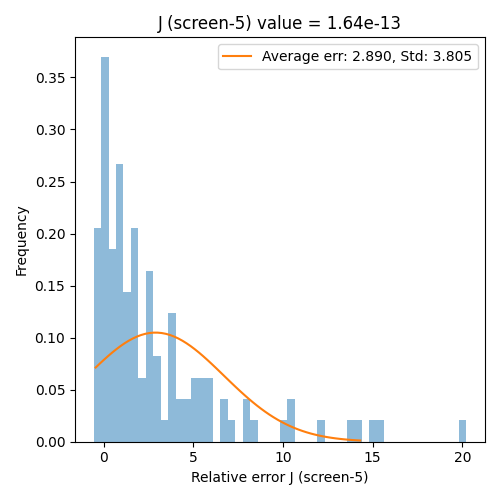 J (screen-5) value = 1.64e-13
Average err: 2.890, Std: 3.805
0.35
0.30
0.25
0.20
0.15
0.10
0.05
0.00
Frequency
0 5 10 15 20
Relative error J (screen-5)